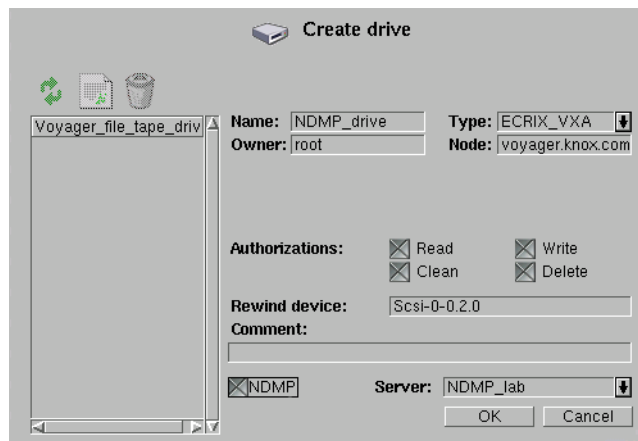 Create drive
Voyager_file_tape_driv
Name: NDMP_drive Type: ECRIX_VXA
Owner: root Node: voyager.knox.com
Authorizations: Read Write
Clean Delete
Rewind device: Scsi-0-0.2.0
Comment:
NDMP Server: NDMP_lab
OK Cancel